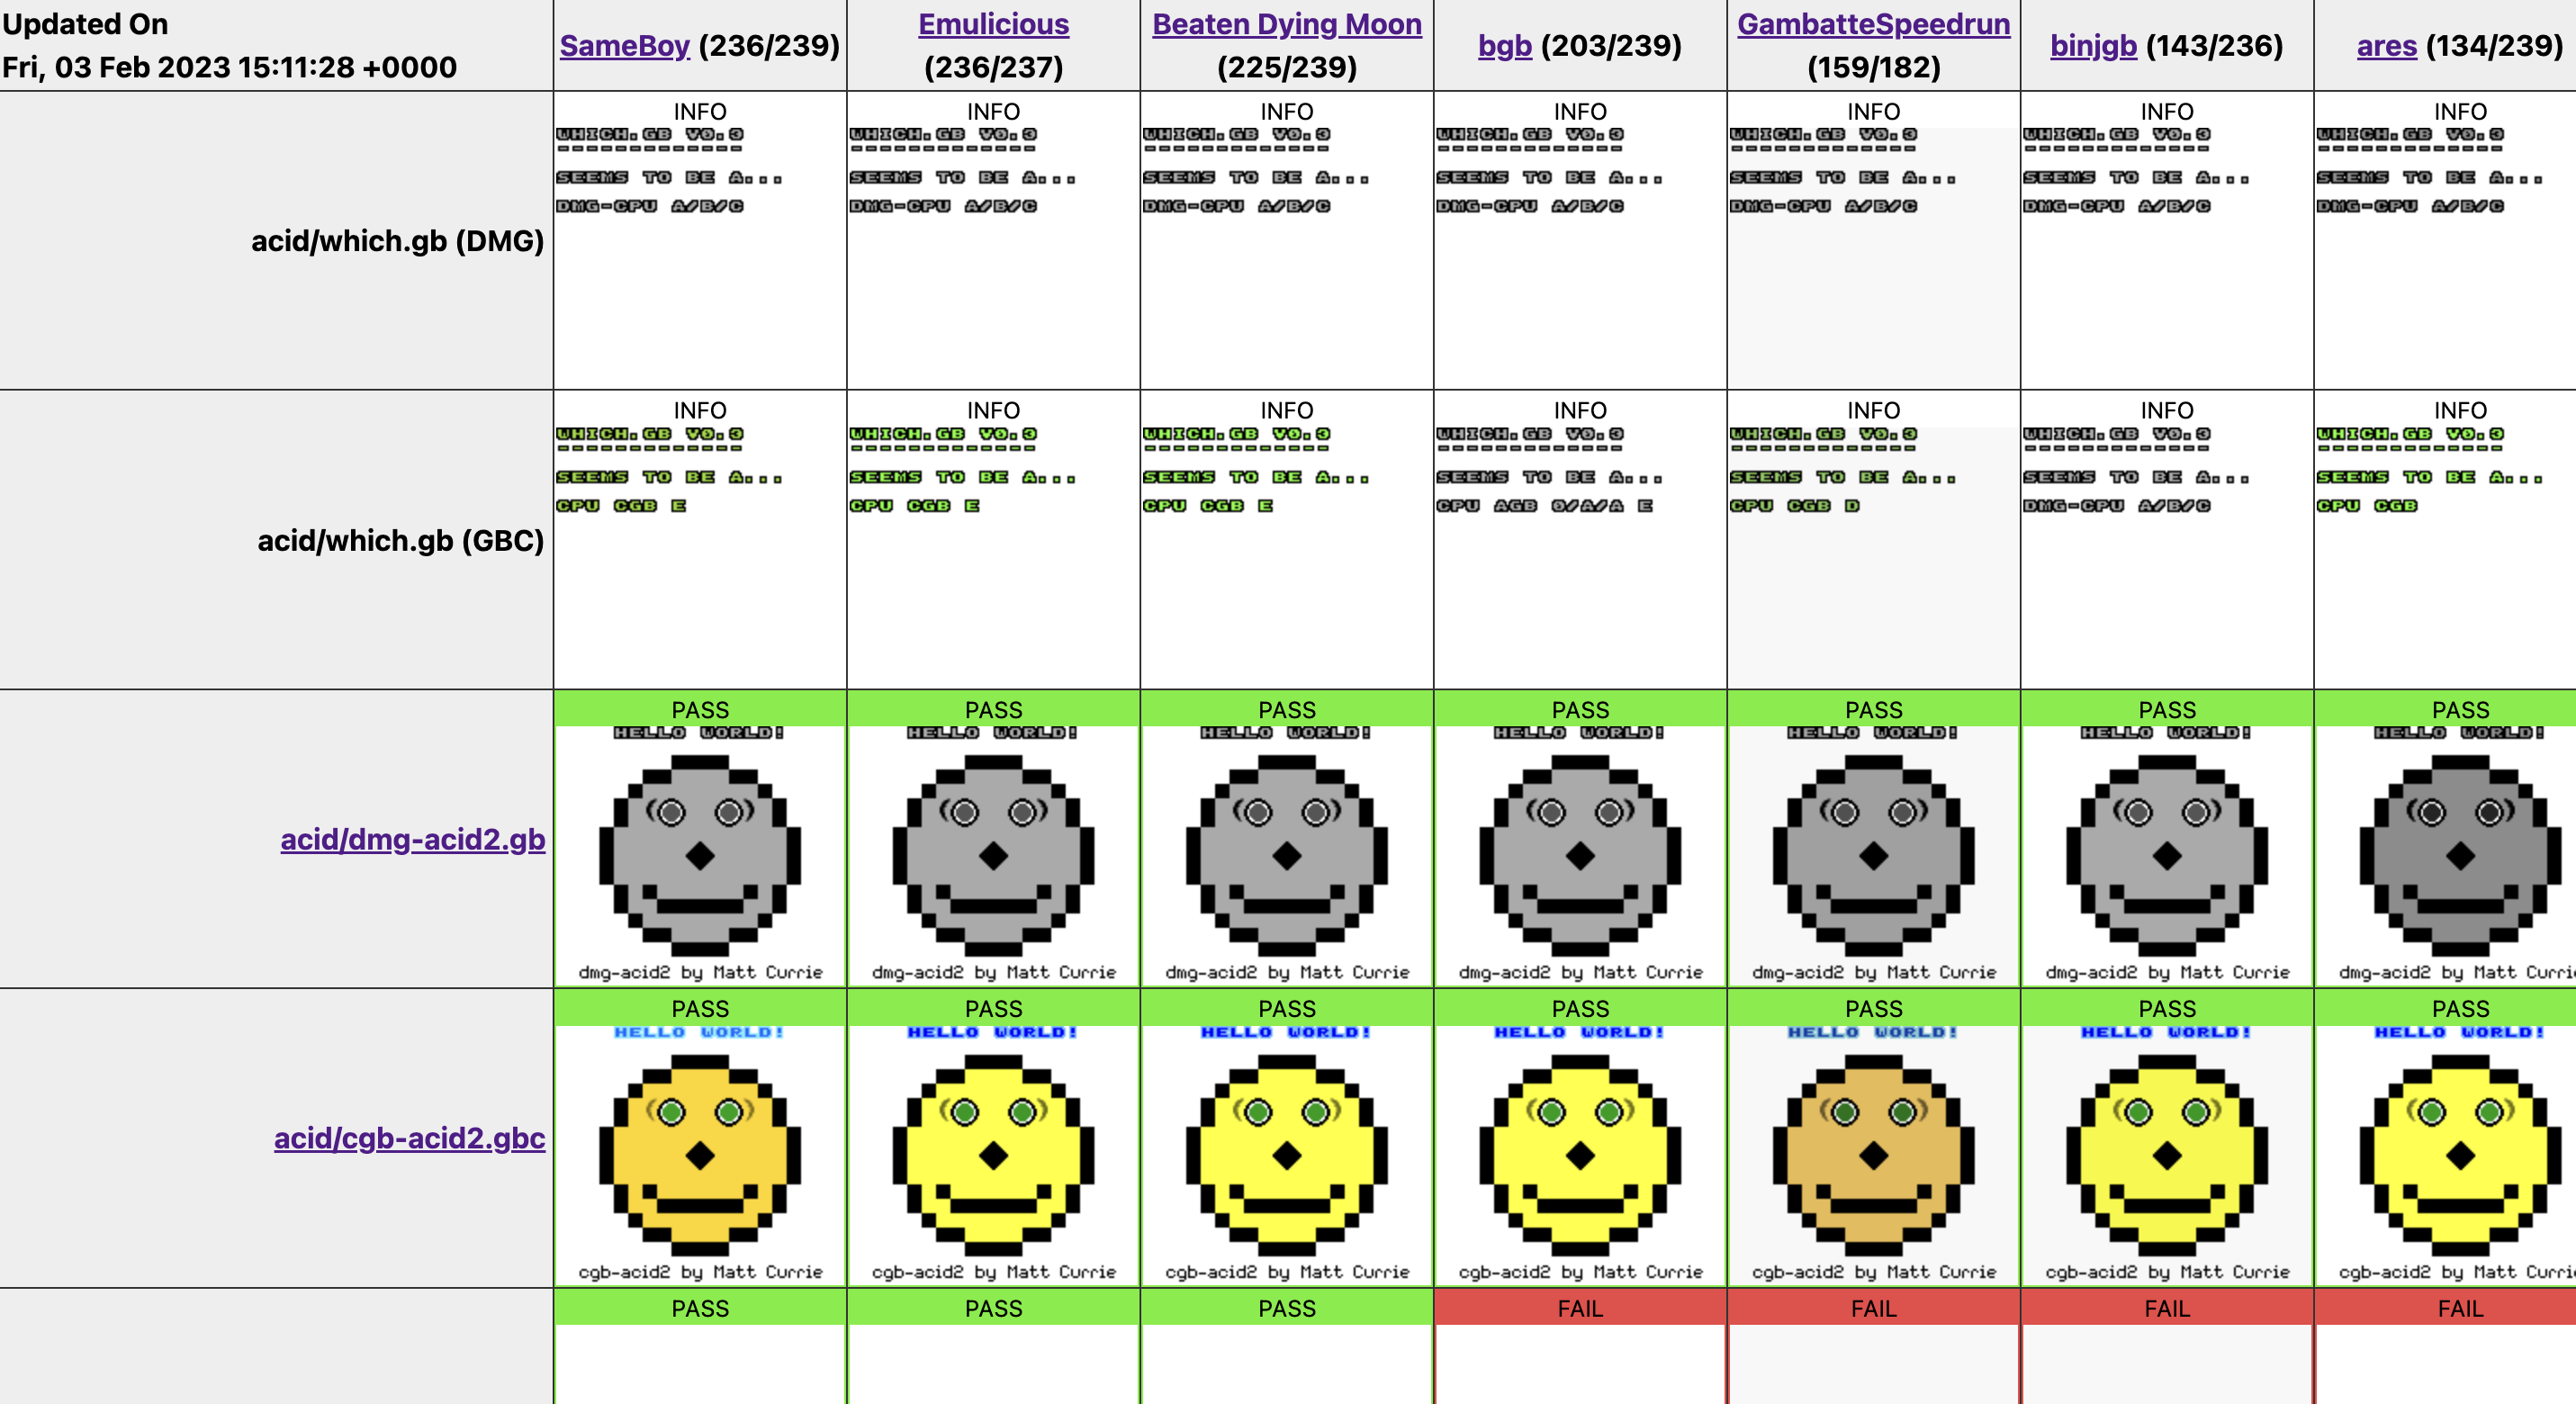 Updated On
Fri, 03 Feb 2023 15:11:28 +0000
SameBoy (236/239)
Emulicious
(236/237)
Beaten Dying Moon
(225/239)
bgb (203/239)
GambatteSpeedrun
(159/182)
binjgb (143/236)
ares (134/239)
acid/which.gb (DMG)
INFO
WHICH.GB V0.3
-------------
SEEMS TO BE A...
DMG-CPU A/B/C
INFO
WHICH.GB V0.3
-------------
SEEMS TO BE A...
DMG-CPU A/B/C
INFO
WHICH.GB V0.3
-------------
SEEMS TO BE A...
DMG-CPU A/B/C
INFO
WHICH.GB V0.3
-------------
SEEMS TO BE A...
DMG-CPU A/B/C
INFO
WHICH.GB V0.3
-------------
SEEMS TO BE A...
DMG-CPU A/B/C
INFO
WHICH.GB V0.3
-------------
SEEMS TO BE A...
DMG-CPU A/B/C
INFO
WHICH.GB V0.3
-------------
SEEMS TO BE A...
DMG-CPU A/B/C
acid/which.gb (GBC)
INFO
WHICH.GB V0.3
-------------
SEEMS TO BE A...
CPU CGB E
INFO
WHICH.GB V0.3
-------------
SEEMS TO BE A...
CPU CGB E
INFO
WHICH.GB V0.3
-------------
SEEMS TO BE A...
CPU CGB E
INFO
WHICH.GB V0.3
-------------
SEEMS TO BE A...
CPU AGB 0/A/A E
INFO
WHICH.GB V0.3
-------------
SEEMS TO BE A...
CPU CGB D
INFO
WHICH.GB V0.3
-------------
SEEMS TO BE A...
DMG-CPU A/B/C
INFO
WHICH.GB V0.3
-------------
SEEMS TO BE A...
CPU CGB
acid/dmg-acid2.gb
PASS
HELLO WORLD!
dmg-acid2 by Matt Currie
PASS
HELLO WORLD!
dmg-acid2 by Matt Currie
PASS
HELLO WORLD!
dmg-acid2 by Matt Currie
PASS
HELLO WORLD!
dmg-acid2 by Matt Currie
PASS
HELLO WORLD!
dmg-acid2 by Matt Currie
PASS
HELLO WORLD!
dmg-acid2 by Matt Currie
PASS
HELLO WORLD!
dmg-acid2 by Matt Curri
acid/cgb-acid2.gbc
PASS
HELLO WORLD!
cgb-acid2 by Matt Currie
PASS
HELLO WORLD!
cgb-acid2 by Matt Currie
PASS
HELLO WORLD!
cgb-acid2 by Matt Currie
PASS
HELLO WORLD!
cgb-acid2 by Matt Currie
PASS
HELLO WORLD!
cgb-acid2 by Matt Currie
PASS
HELLO WORLD!
cgb-acid2 by Matt Currie
PASS
HELLO WORLD!
cgb-acid2 by Matt Curri
PASS
PASS
PASS
FAIL
FAIL
FAIL
FAIL